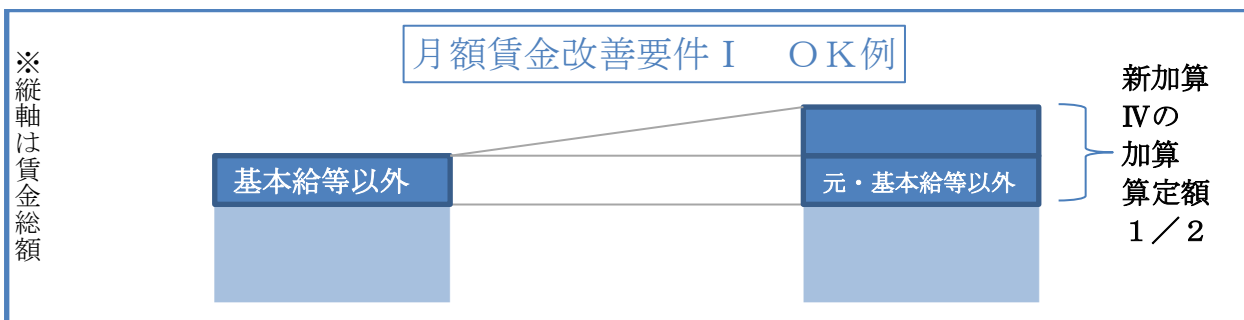 月額賃金改善要件Ⅰ　ＯＫ例
※縦軸は賃金総額
基本給等以外
元・基本給等以外
新加算
Ⅳの
加算
算定額
１／２